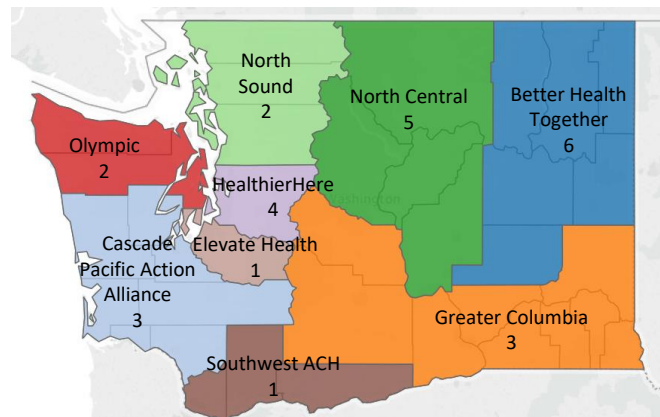 North
Sound
2
North Central
5
Better Health
Together
6
Olympic
2
HealthierHere
4
Washington
Elevate Health
1
Cascade
Pacific Action
Alliance
3
Greater Columbia
3
Southwest ACH
1